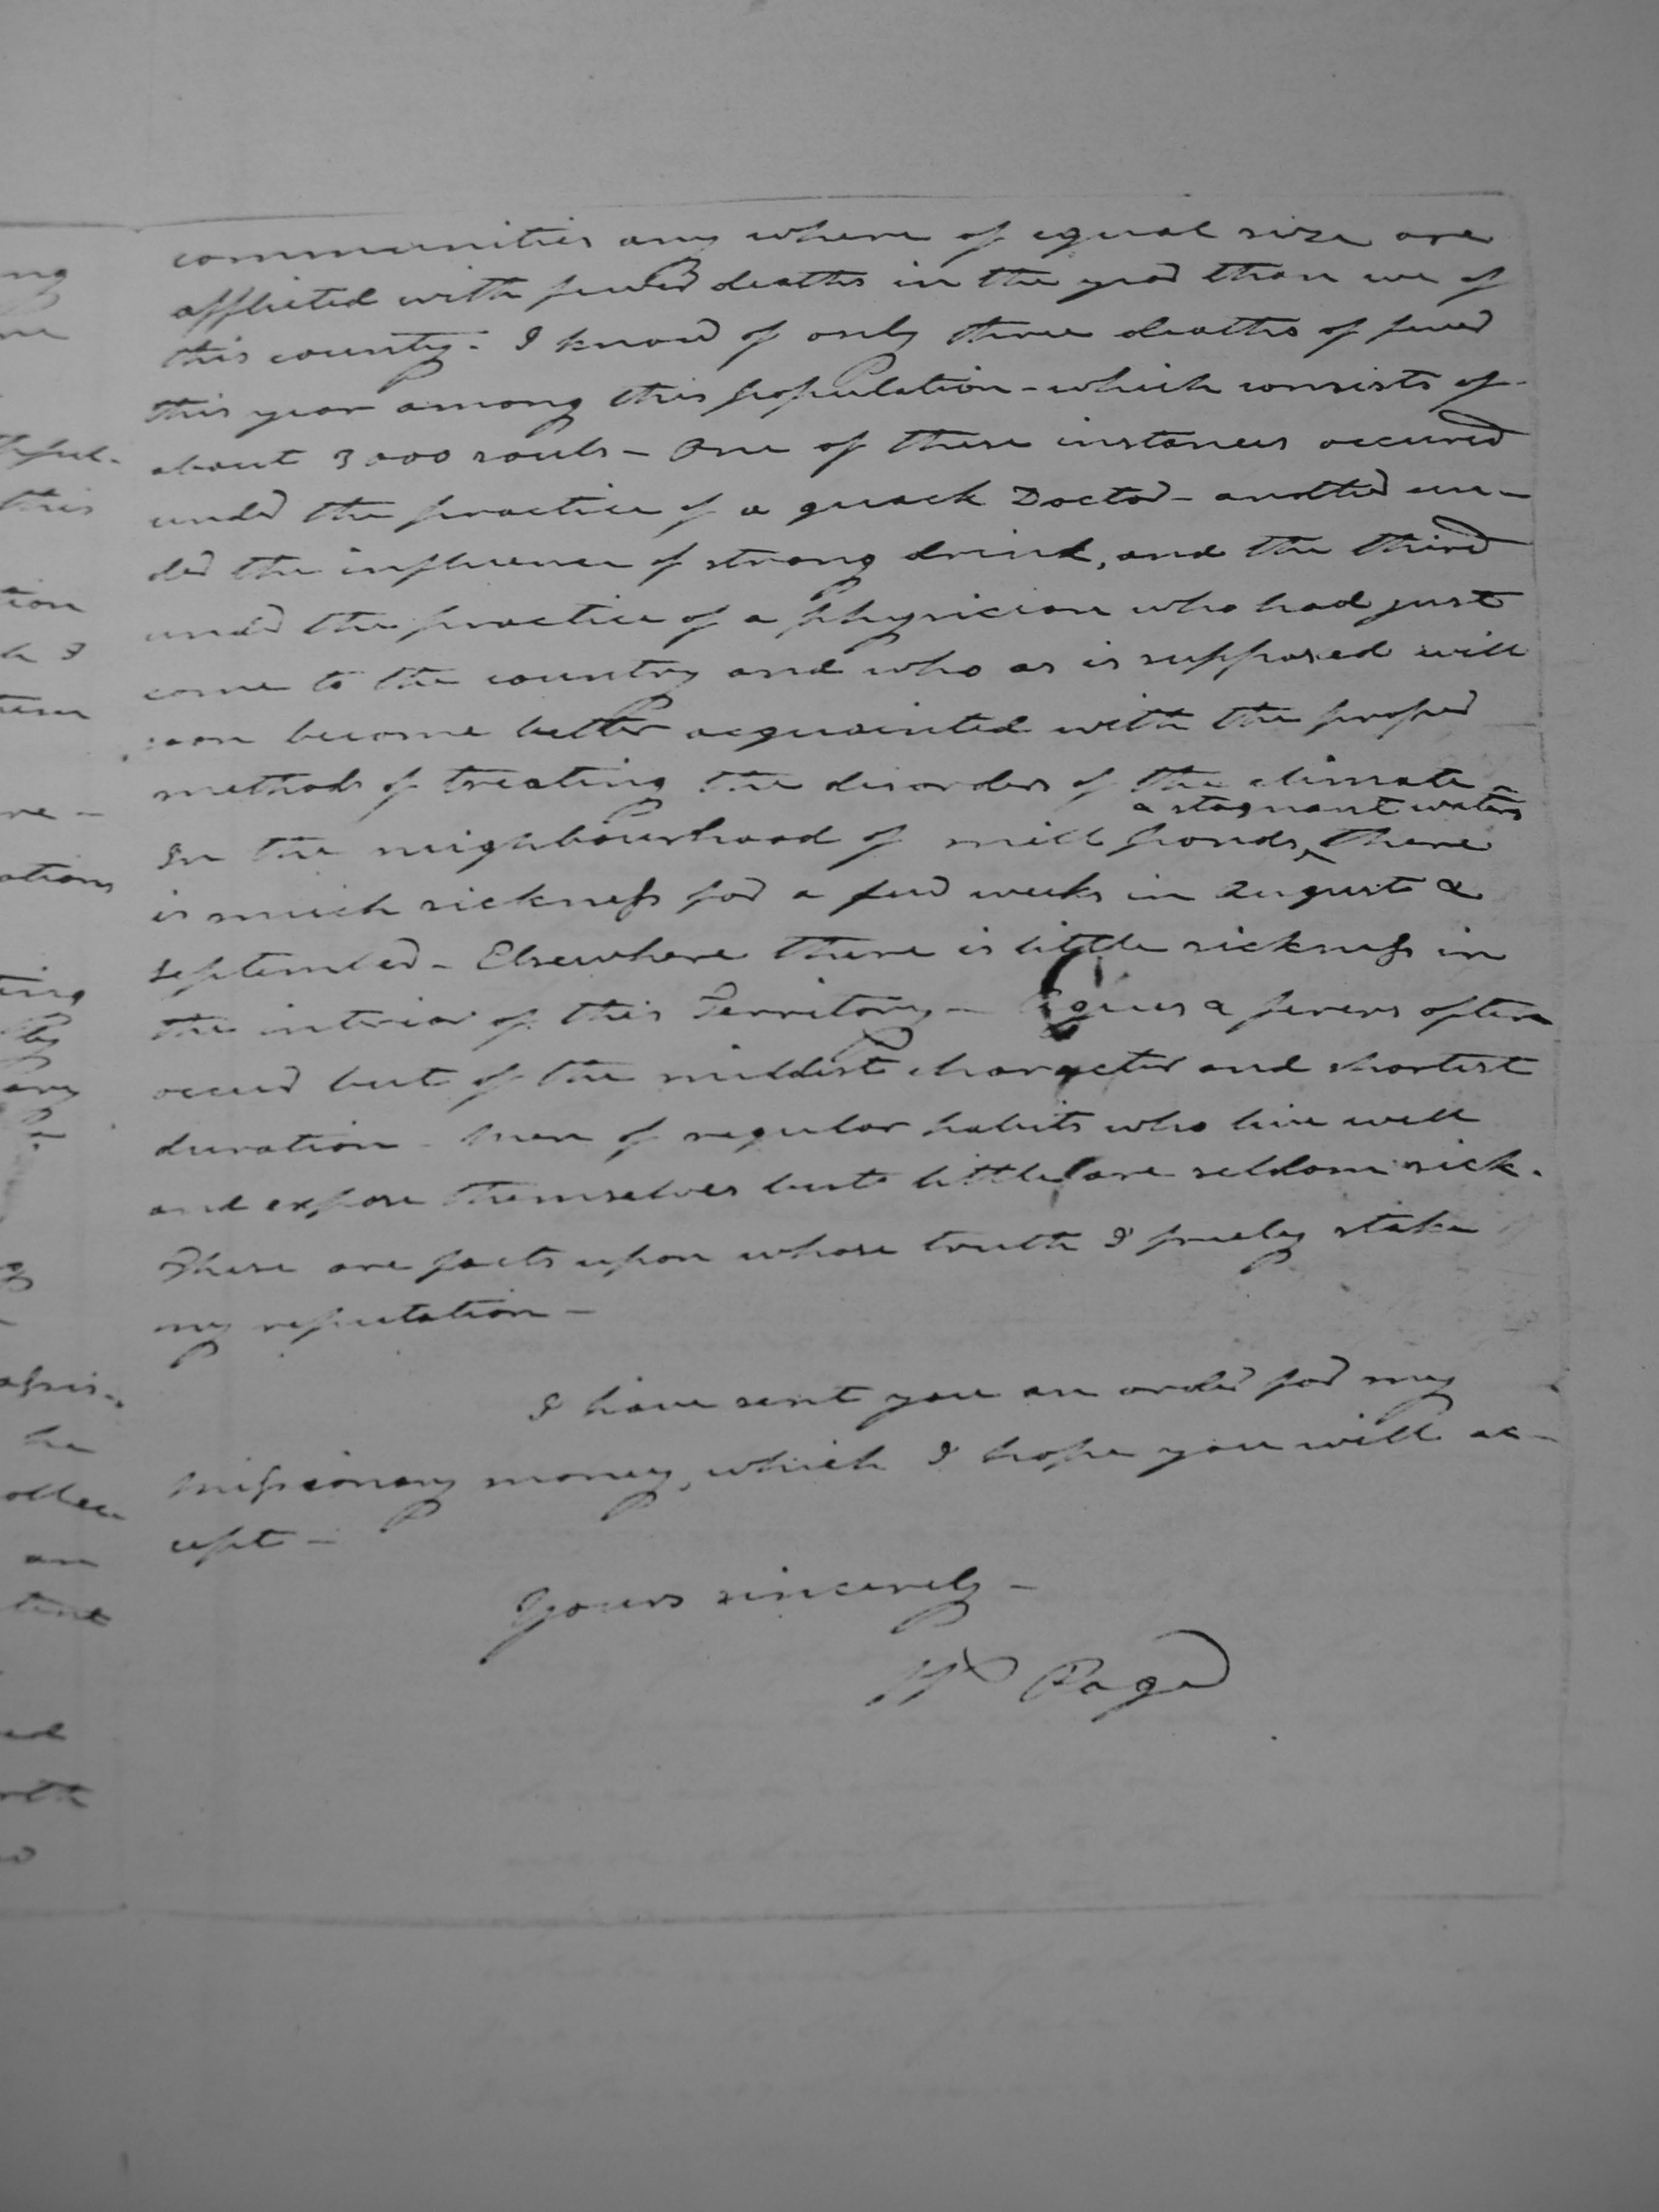 communities any where of equal size are
afflicted with fewer deaths in the year than we of
this county. I know of only three deaths of fever
this year among this population - which consists of
about 3000 souls - One of these instances occured
under the practice of a quack Doctor - another un-
der the influence of strong drink, and the third
under the practice of a physician who had just
come to the country and who as is supposed will
soon become better acquainted with the proper
methods of treating the disorders of the climate -
& stagnant waters
In the neighbourhood of mill ponds, there
is much sickness for a few weeks in August &
September - Elsewhere there is little sickness in
the interior of this Territory - Agues & fevers often
occur but of the mildest character and shortest
duration - Men of regular habits who live well
and expose themselves but little are seldom sick.
These are facts upon whose truth I freely stake
my reputation -
I have sent you an order for my
missionary money, which I hope you will ac-
cept -
Yours sincerely -
Wm Page